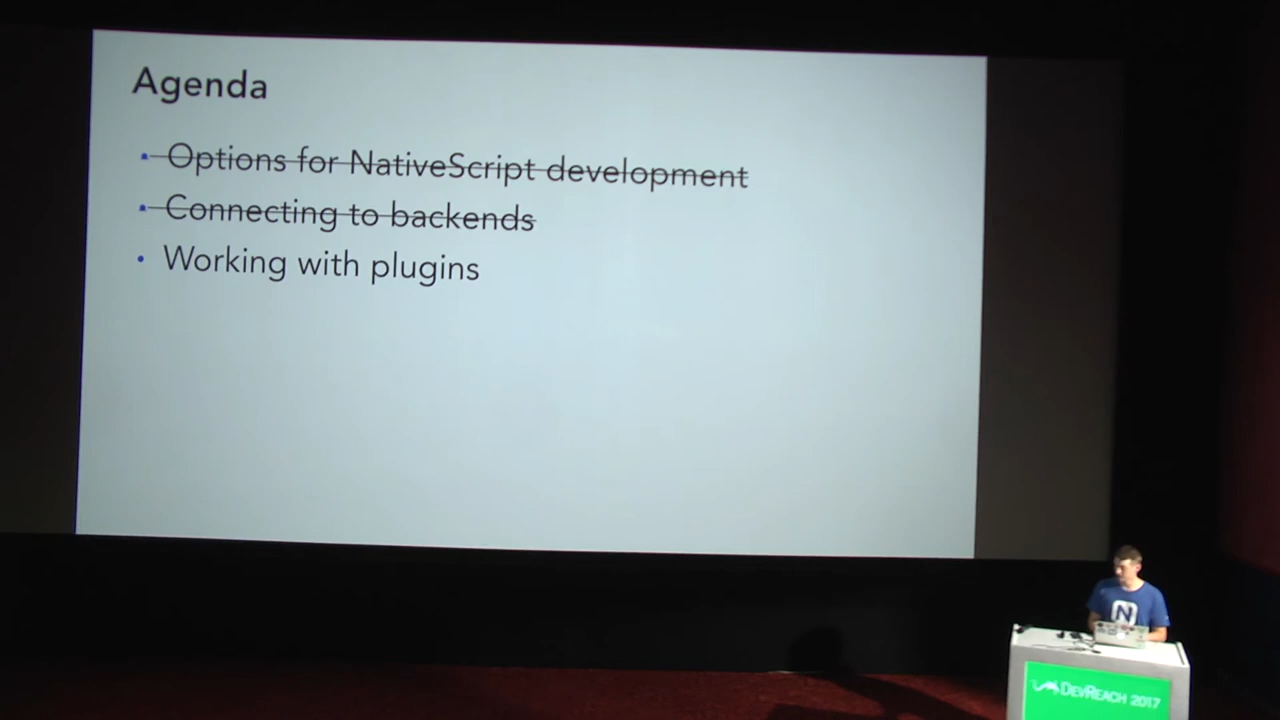 Agenda
Options for NativeScript development
Connecting to backends
Working with plugins
N
DEVREACH 2017